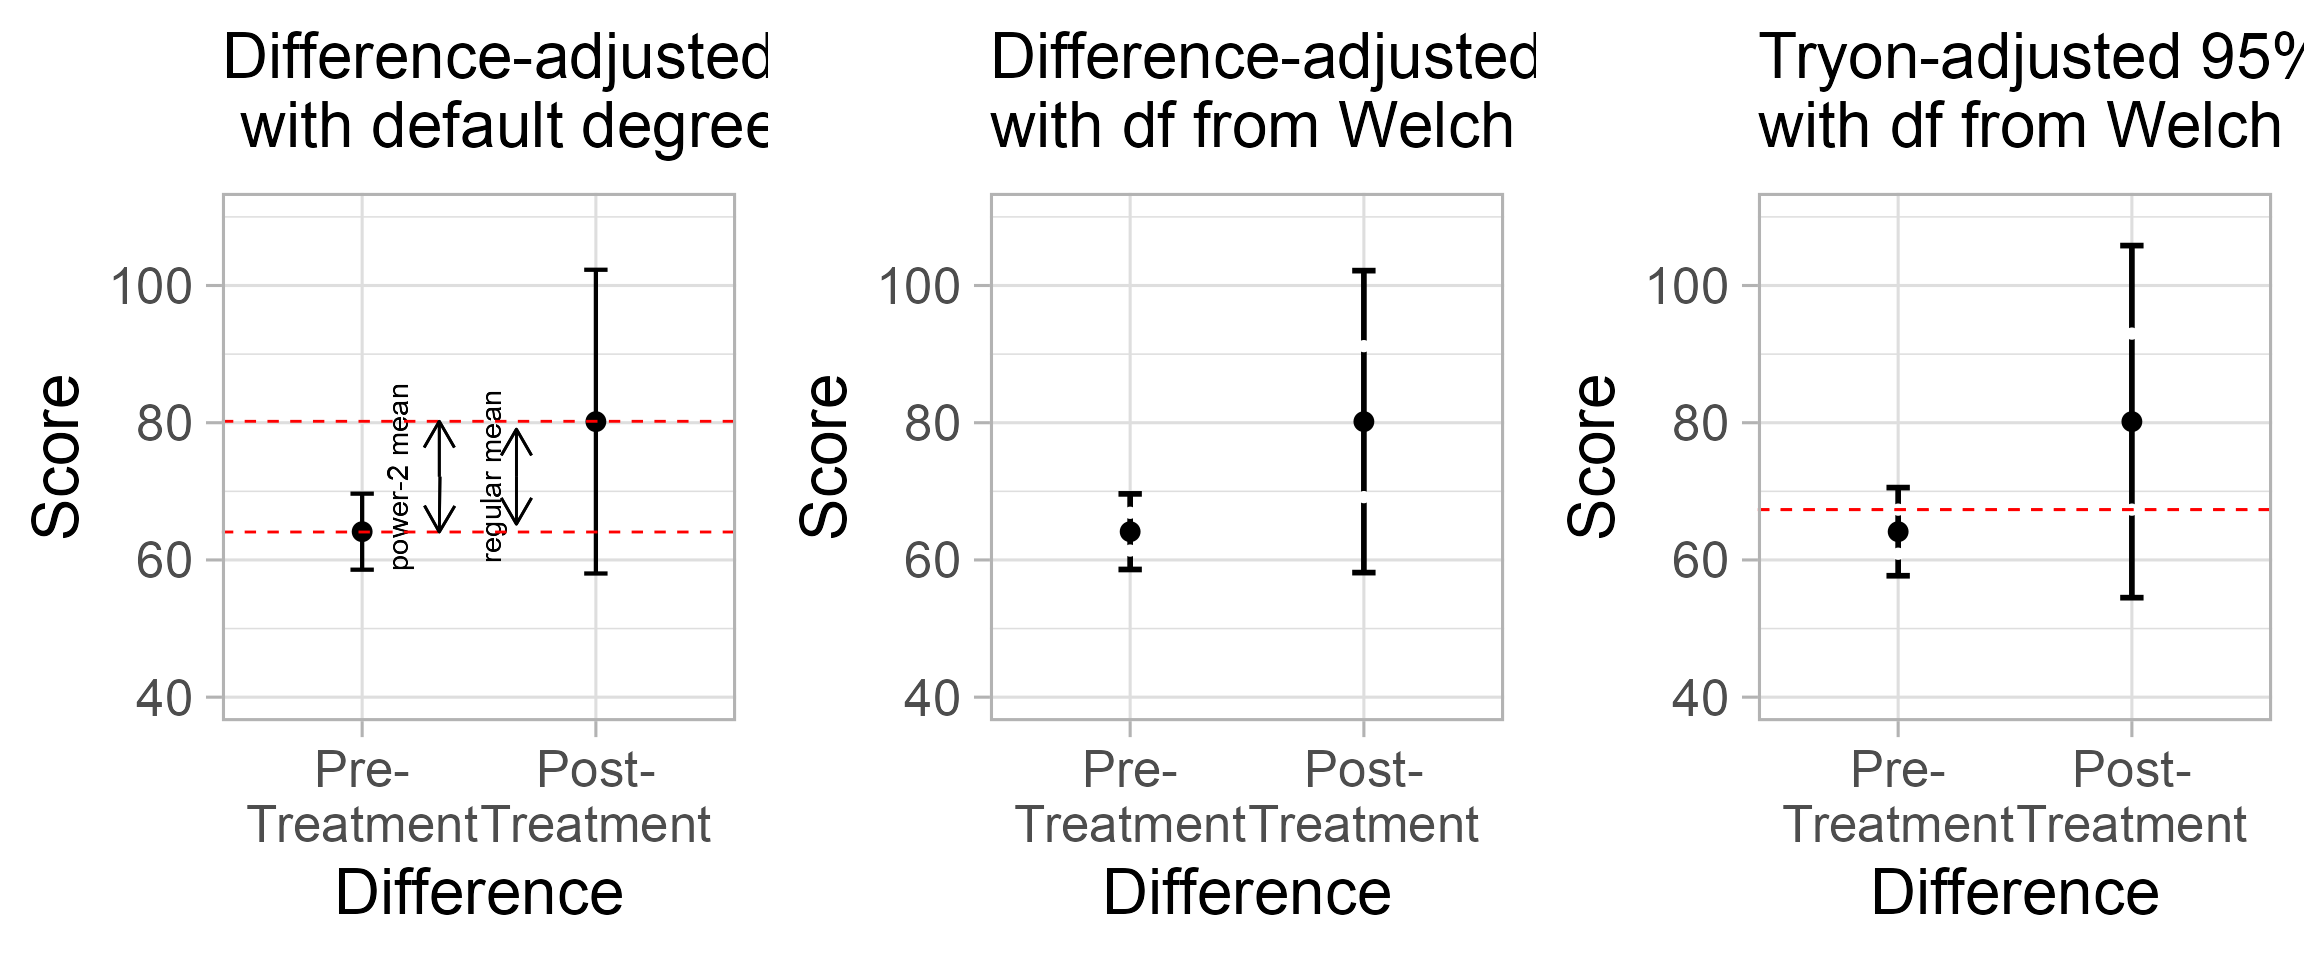 Difference-adjusted
with default degree
Score
100
80
60
40
power-2 mean
regular mean
Pre-
Treatment
Post-
Treatment
Difference
Difference-adjusted
with df from Welch
Score
100
80
60
40
Pre-
Treatment
Post-
Treatment
Difference
Tryon-adjusted 95%
with df from Welch
Score
100
80
60
40
Pre-
Treatment
Post-
Treatment
Difference